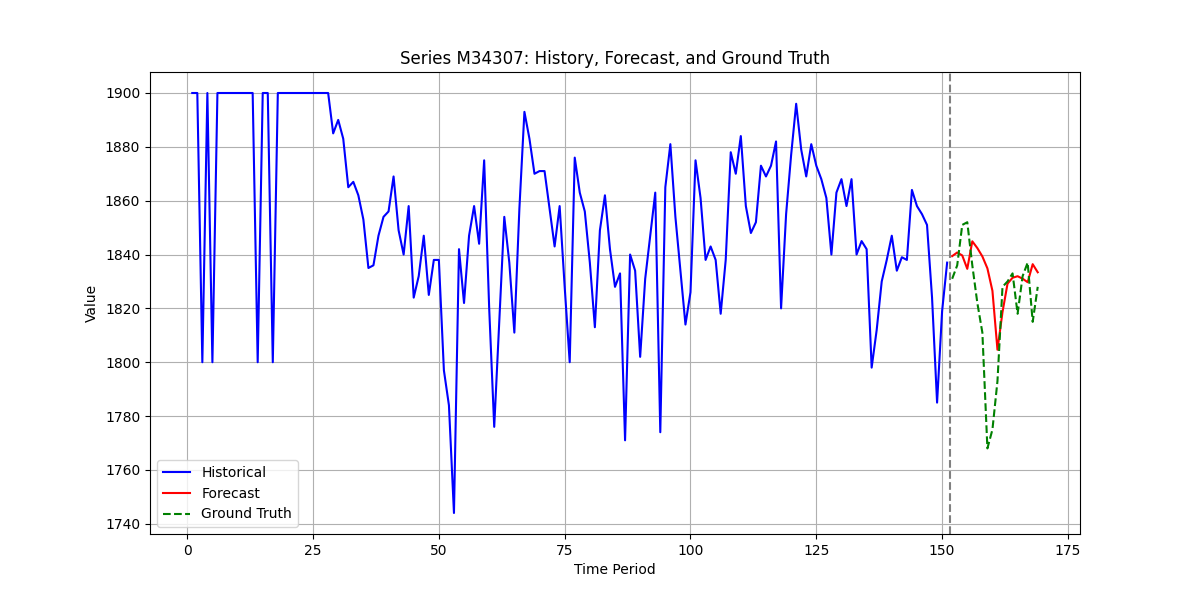 Series M34307: History, Forecast, and Ground Truth
Value
1900
1880
1860
1840
1820
1800
1780
1760
1740
Historical
Forecast
Ground Truth
0 25 50 75 100 125 150 175
Time Period